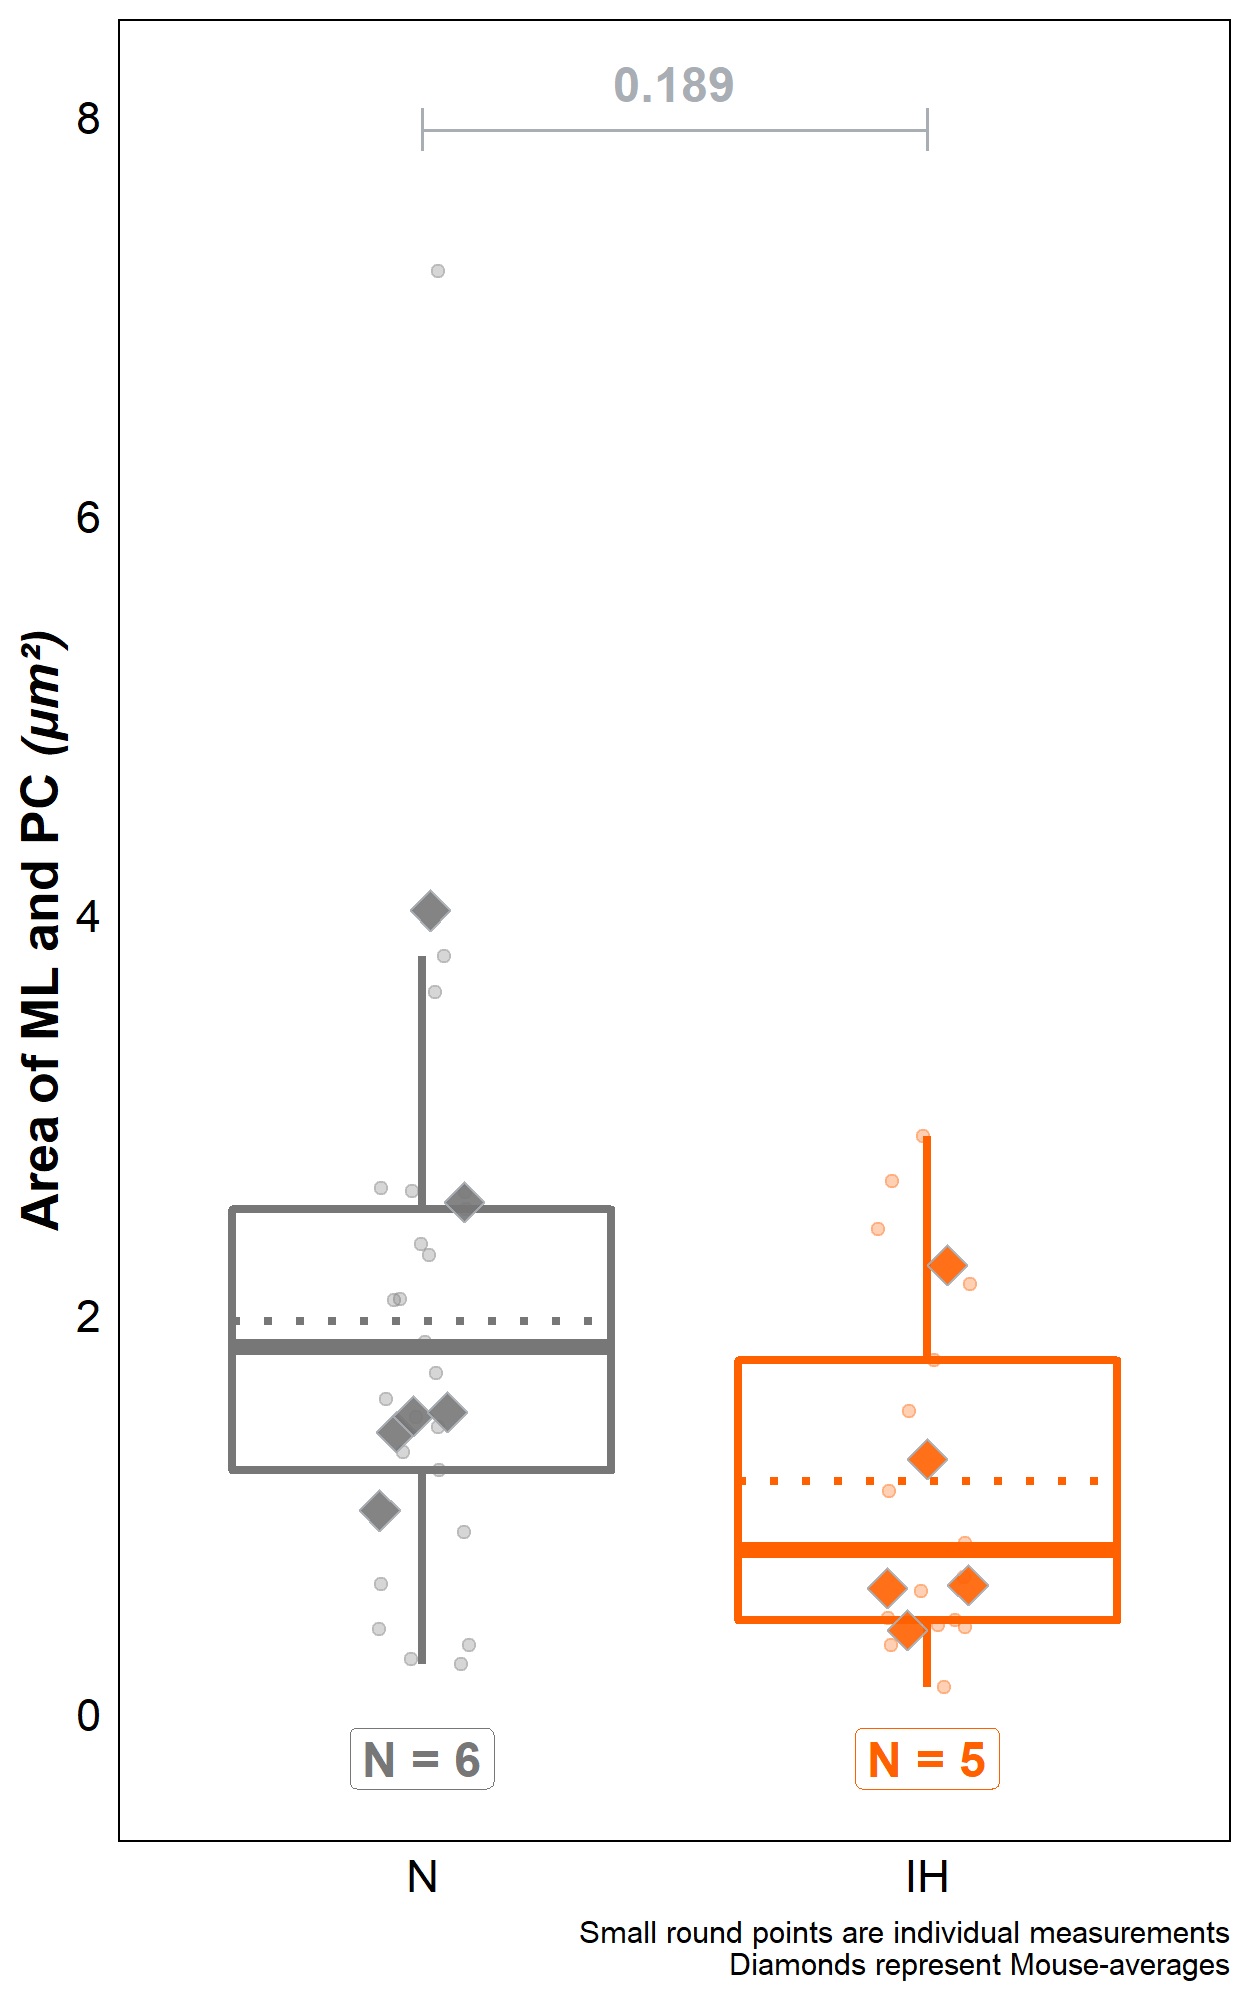 0.189
8
6
4
2
0
Area of ML and PC (µm²)
N = 6
N = 5
N
IH
Small round points are individual measurements
Diamonds represent Mouse-averages